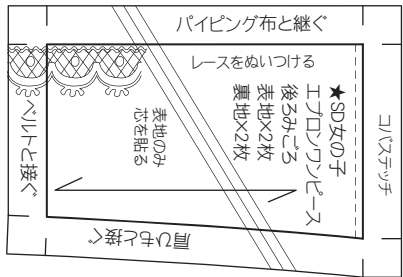 パイピング布と継ぐ
レースをぬいつける
★SD女の子
エプロンワンピース
後ろみごろ
表地×2枚
裏地×2枚
コバステッチ
表地のみ
芯を貼る
ベルトと接ぐ
肩ひもと接ぐ